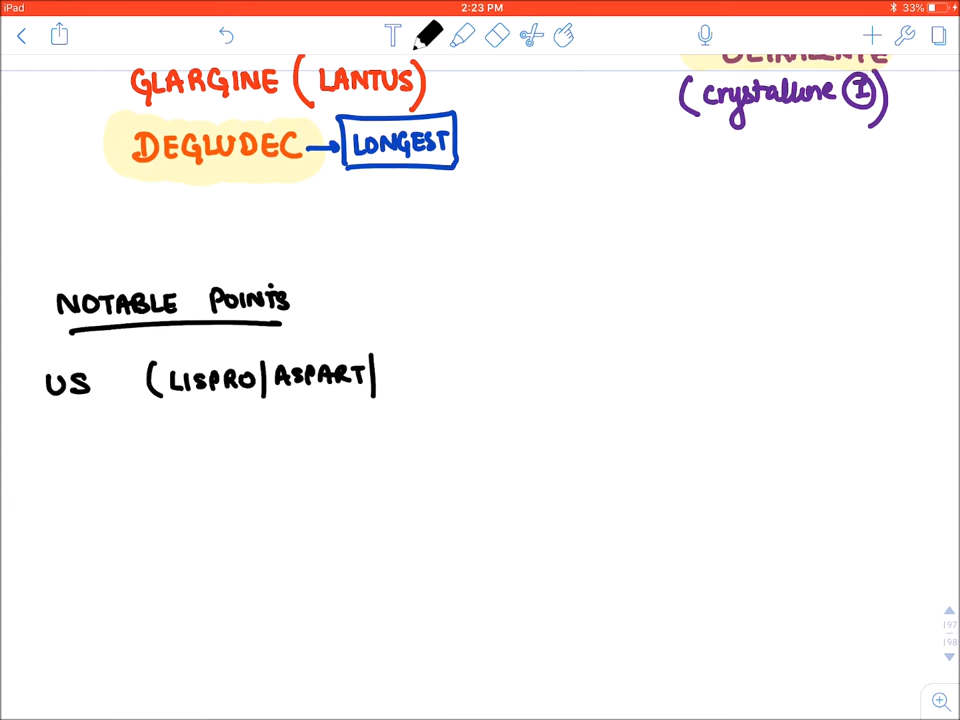 iPad 2:23 PM 33%
T
GLARGINE (LANTUS)
(crystalline I)
DEGLUDEC → LONGEST
NOTABLE POINTS
US (LISPRO|ASPART|
197
198